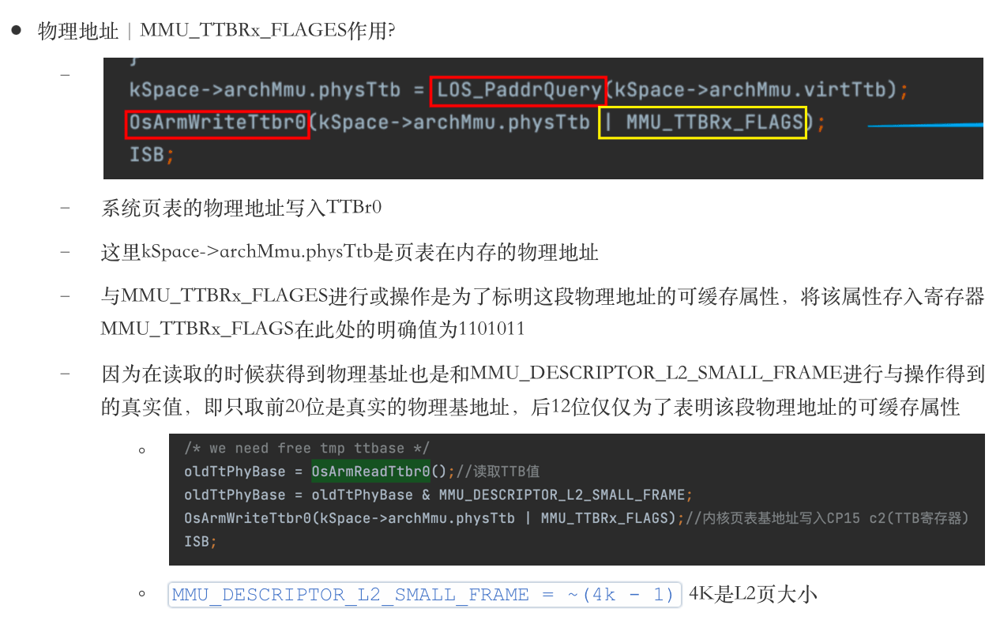 物理地址 | MMU_TTBRx_FLAGES作用?
}
kSpace->archMmu.physTtb = LOS_PaddrQuery(kSpace->archMmu.virtTtb);
OsArmWriteTtbr0(kSpace->archMmu.physTtb | MMU_TTBRx_FLAGS);
ISB;
系统页表的物理地址写入TTBr0
这里kSpace->archMmu.physTtb是页表在内存的物理地址
与MMU_TTBRx_FLAGES进行或操作是为了标明这段物理地址的可缓存属性，将该属性存入寄存器
MMU_TTBRx_FLAGS在此处的明确值为1101011
因为在读取的时候获得到物理基址也是和MMU_DESCRIPTOR_L2_SMALL_FRAME进行与操作得到
的真实值，即只取前20位是真实的物理基地址，后12位仅仅为了表明该段物理地址的可缓存属性
/* we need free tmp ttbase */
oldTtPhyBase = OsArmReadTtbr0();//读取TTB值
oldTtPhyBase = oldTtPhyBase & MMU_DESCRIPTOR_L2_SMALL_FRAME;
OsArmWriteTtbr0(kSpace->archMmu.physTtb | MMU_TTBRx_FLAGS);//内核页表基地址写入CP15 c2(TTB寄存器)
ISB;
MMU_DESCRIPTOR_L2_SMALL_FRAME = ~(4k - 1) 4K是L2页大小